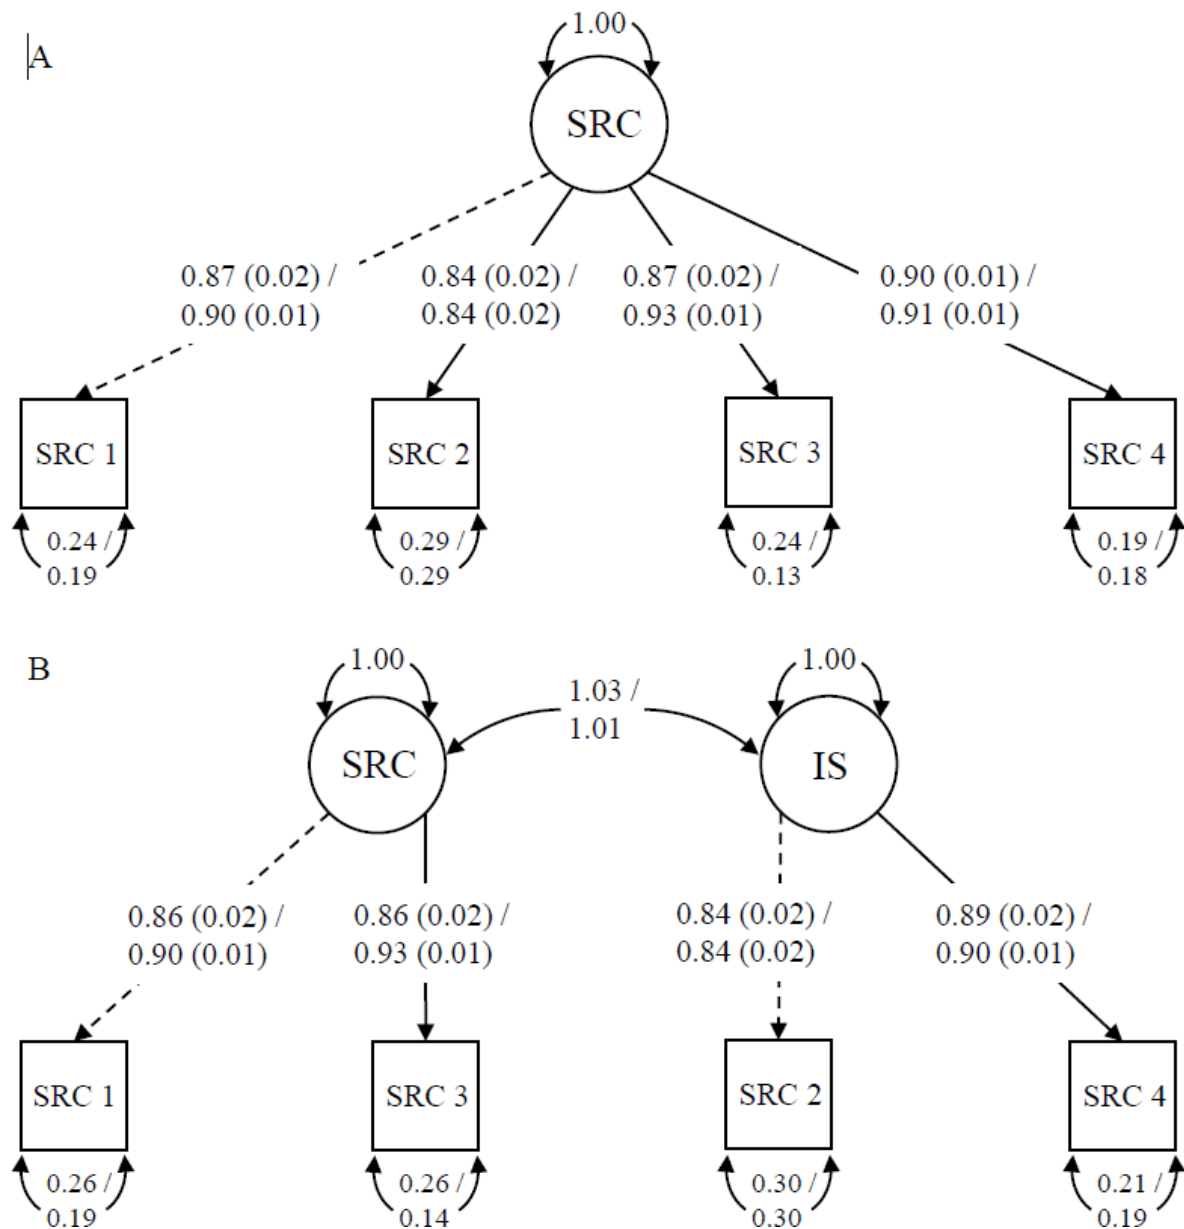 1.00
A
SRC
0.87 (0.02) /
0.90 (0.01)
0.84 (0.02) /
0.84 (0.02)
0.87 (0.02) /
0.93 (0.01)
0.90 (0.01) /
0.91 (0.01)
SRC 1
SRC 2
SRC 3
SRC 4
0.24 /
0.19
0.29 /
0.29
0.24 /
0.13
0.19 /
0.18
B
1.00
1.00
1.03 /
1.01
SRC
IS
0.86 (0.02) /
0.90 (0.01)
0.86 (0.02) /
0.93 (0.01)
0.84 (0.02) /
0.84 (0.02)
0.89 (0.02) /
0.90 (0.01)
SRC 1
SRC 3
SRC 2
SRC 4
0.26 /
0.19
0.26 /
0.14
0.30 /
0.30
0.21 /
0.19